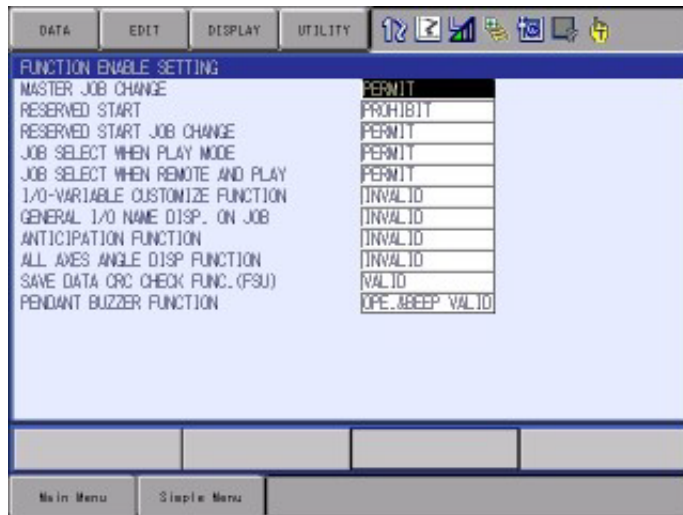 DATA EDIT DISPLAY UTILITY
FUNCTION ENABLE SETTING
MASTER JOB CHANGE PERMIT
RESERVED START PROHIBIT
RESERVED START JOB CHANGE PERMIT
JOB SELECT WHEN PLAY MODE PERMIT
JOB SELECT WHEN REMOTE AND PLAY PERMIT
I/O-VARIABLE CUSTOMIZE FUNCTION INVALID
GENERAL I/O NAME DISP. ON JOB INVALID
ANTICIPATION FUNCTION INVALID
ALL AXES ANGLE DISP FUNCTION INVALID
SAVE DATA CRC CHECK FUNC.(FSU) VALID
PENDANT BUZZER FUNCTION OPE.&BEEP VALID
Main Menu Simple Menu